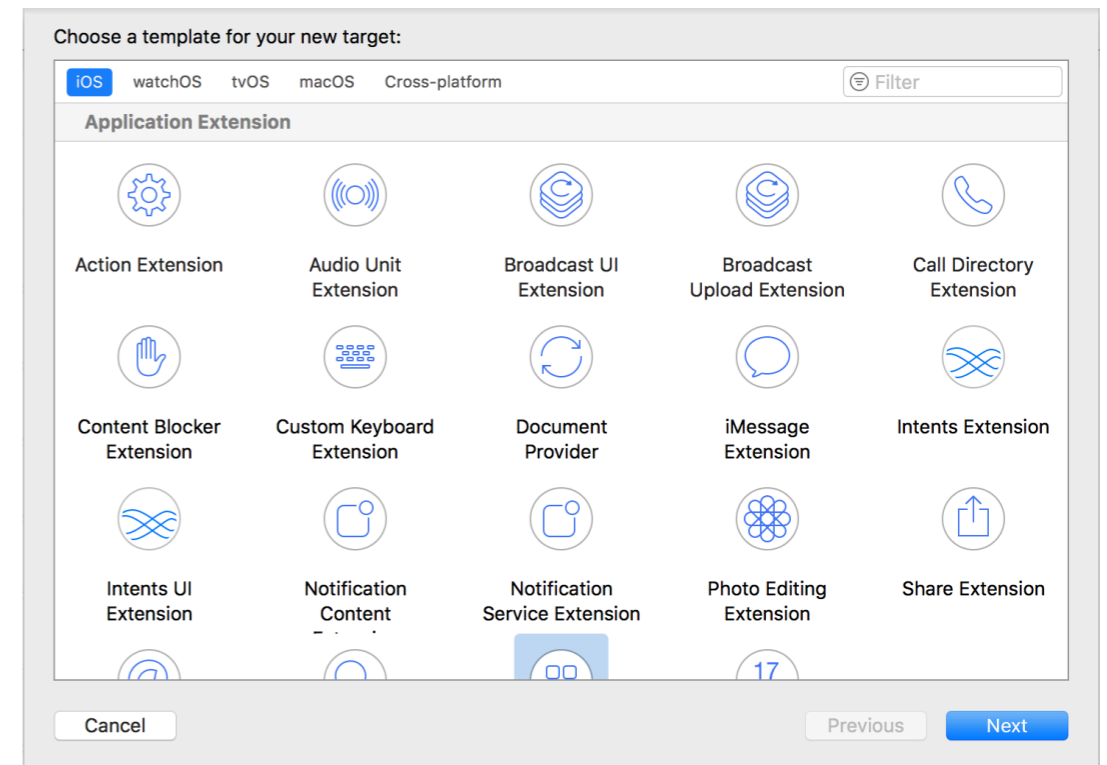 Choose a template for your new target:
iOS watchOS tvOS macOS Cross-platform Filter
Application Extension
Action Extension
Audio Unit
Extension
Broadcast UI
Extension
Broadcast
Upload Extension
Call Directory
Extension
Content Blocker
Extension
Custom Keyboard
Extension
Document
Provider
iMessage
Extension
Intents Extension
Intents UI
Extension
Notification
Content
Notification
Service Extension
Photo Editing
Extension
Share Extension
17
Cancel Previous Next